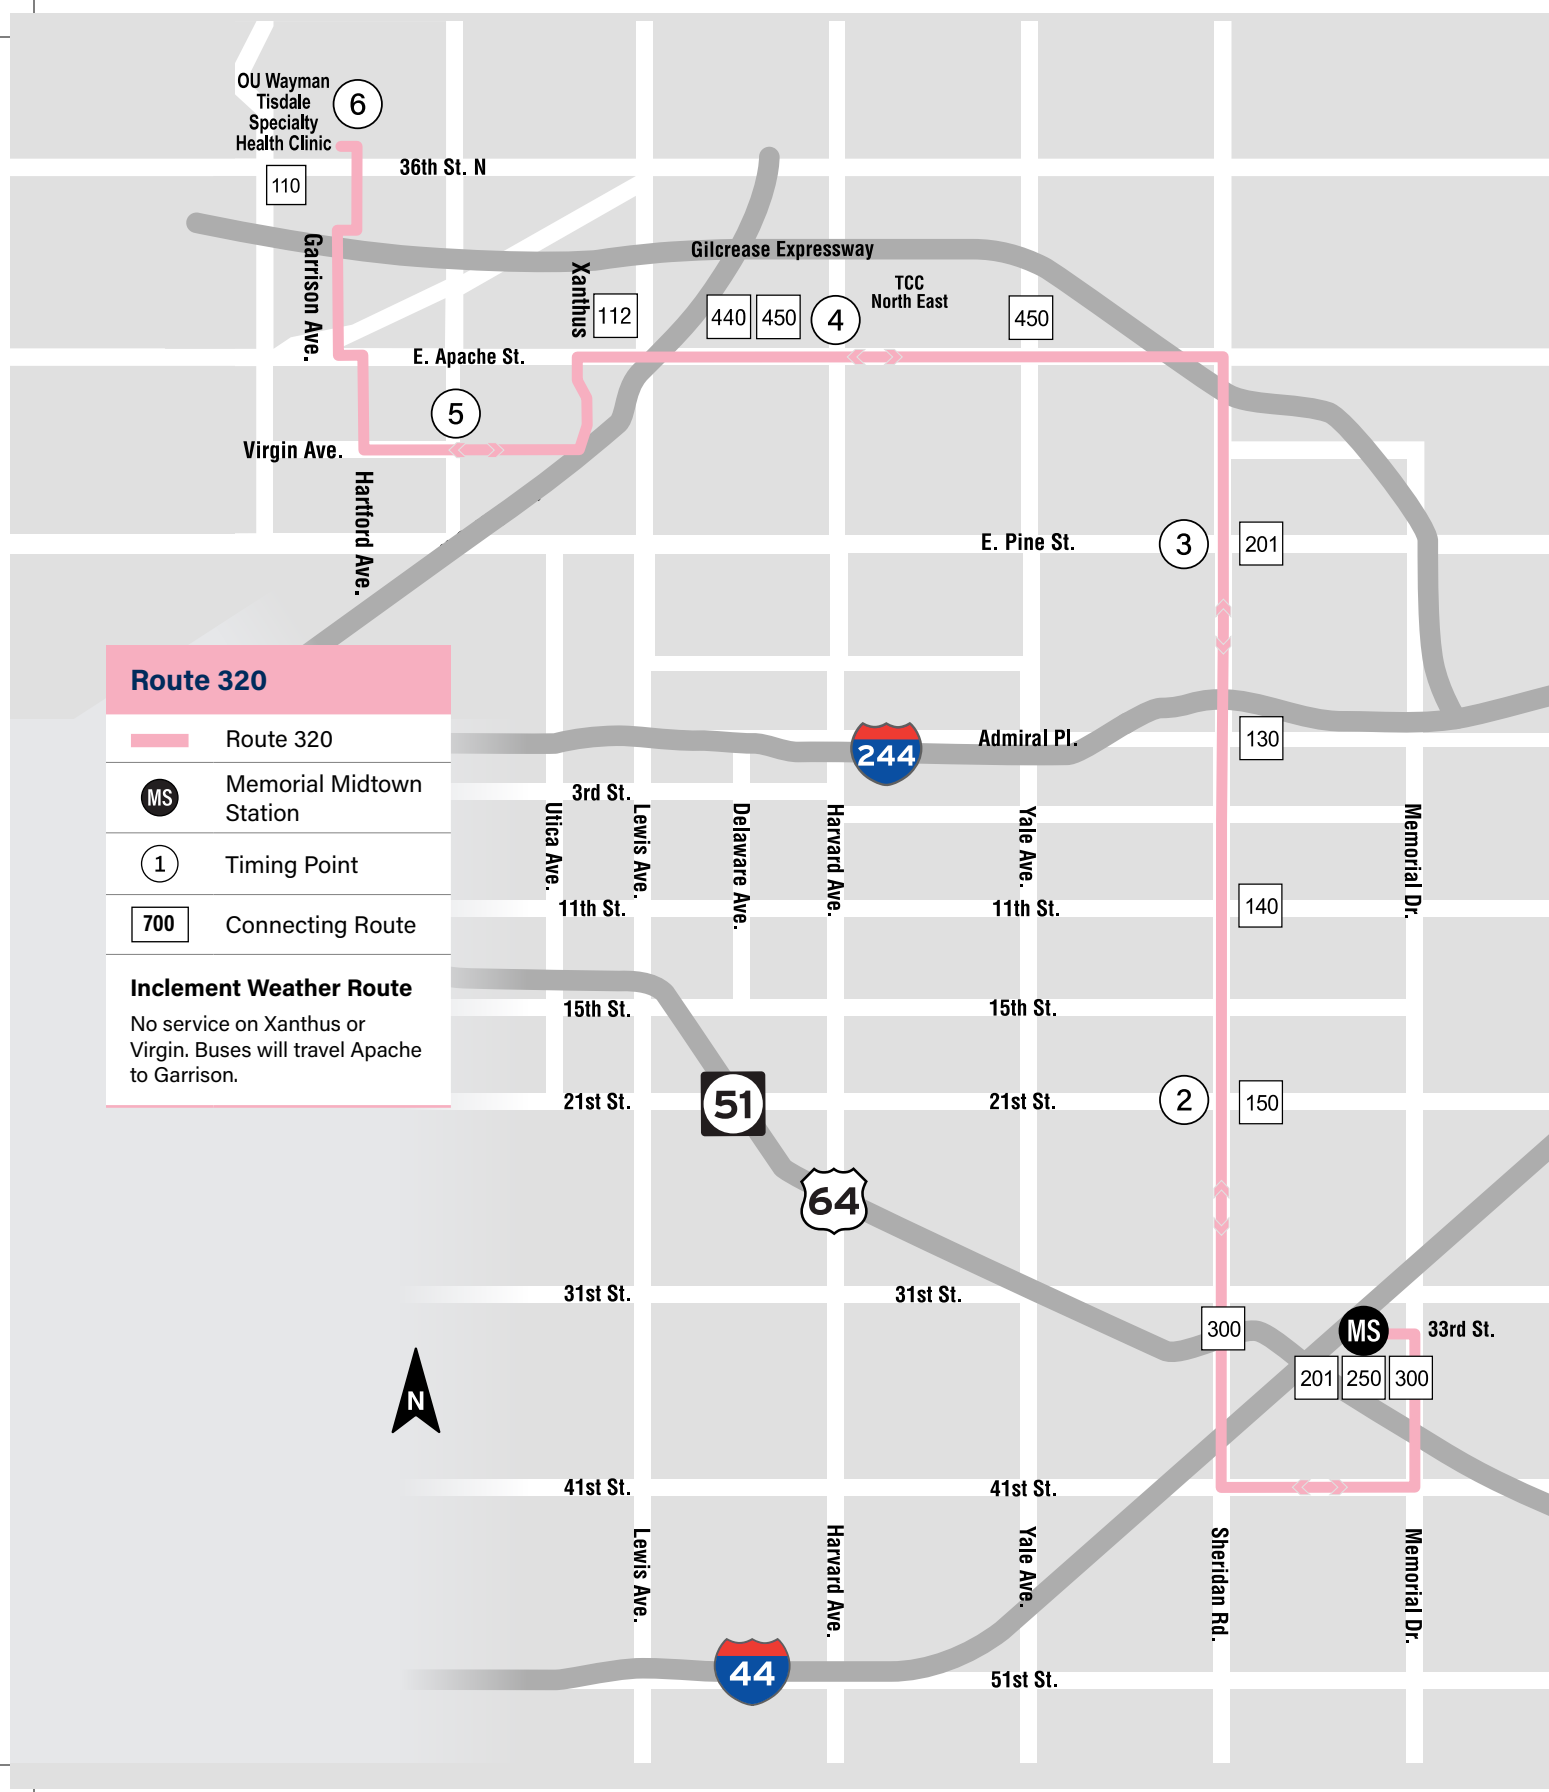 OU Wayman
Tisdale
Specialty
Health Clinic
6
36th St. N
110
Garrison Ave.
Gilcrease Expressway
Xanthus
112
440
450
4
TCC
North East
450
E. Apache St.
5
Virgin Ave.
Hartford Ave.
E. Pine St.
3
201
Route 320
Route 320
MS
Memorial Midtown
Station
1
Timing Point
700
Connecting Route
Inclement Weather Route
No service on Xanthus or
Virgin. Buses will travel Apache
to Garrison.
244
Admiral Pl.
130
3rd St.
Utica Ave.
Lewis Ave.
Delaware Ave.
Harvard Ave.
Yale Ave.
Memorial Dr.
11th St.
11th St.
140
15th St.
15th St.
51
21st St.
21st St.
2
150
64
31st St.
31st St.
300
MS
33rd St.
201
250
300
N
41st St.
41st St.
Lewis Ave.
Harvard Ave.
Yale Ave.
Sheridan Rd.
Memorial Dr.
44
51st St.